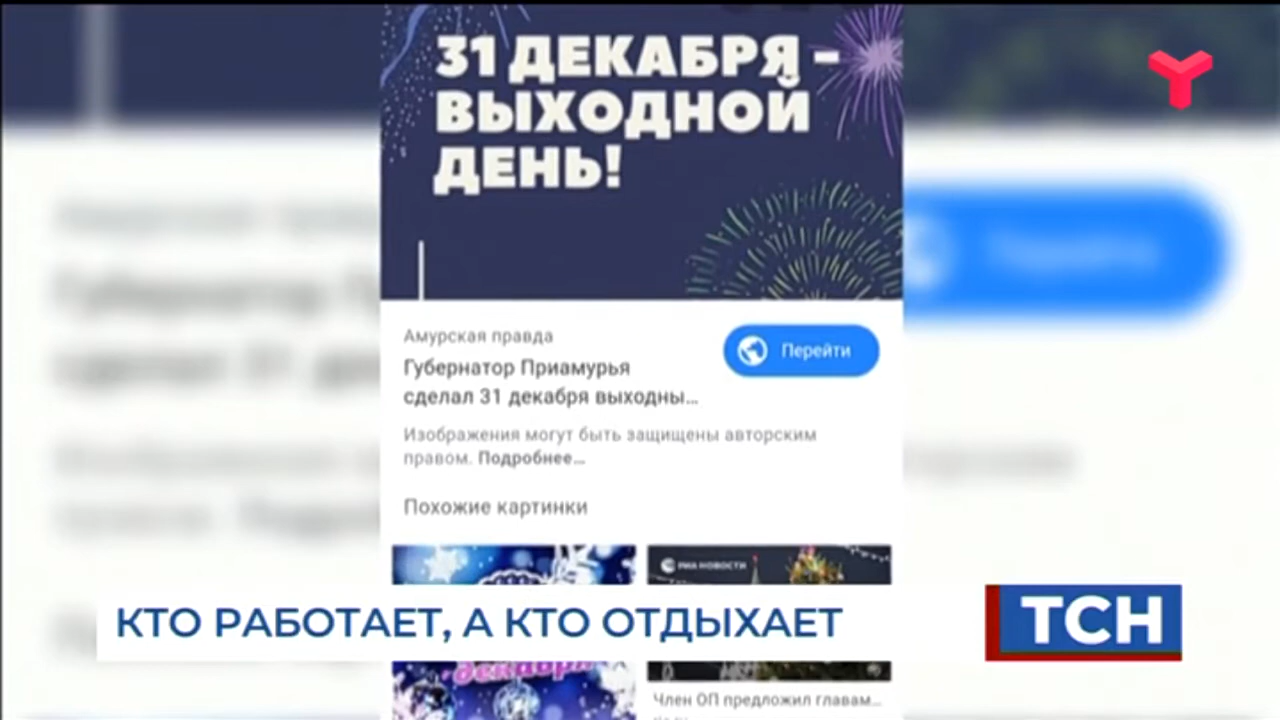 31 ДЕКАБРЯ –
ВЫХОДНОЙ
ДЕНЬ!
Амурская правда
Губернатор Приамурья
сделал 31 декабря выходны...
Перейти
Изображения могут быть защищены авторским
правом. Подробнее...
Похожие картинки
РИА НОВОСТИ
КТО РАБОТАЕТ, А КТО ОТДЫХАЕТ
ТСН
декабря
Член ОП предложил главам...